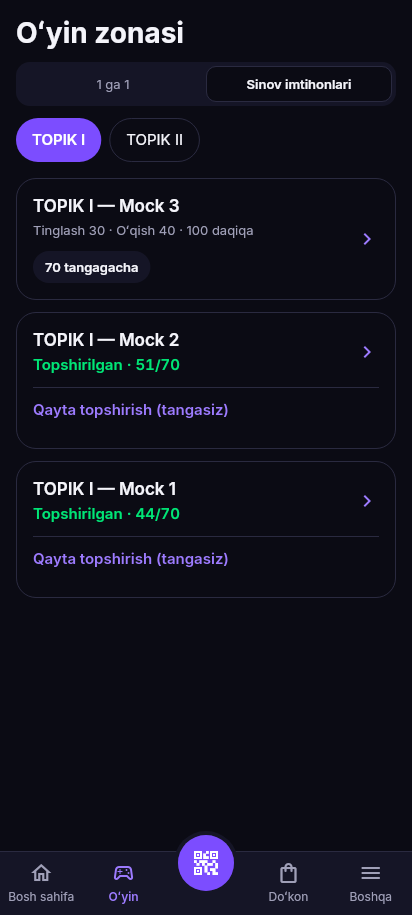 Oʻyin zonasi
1 ga 1
Sinov imtihonlari
TOPIK I
TOPIK II
TOPIK I — Mock 3
Tinglash 30 · Oʻqish 40 · 100 daqiqa
70 tangagacha
TOPIK I — Mock 2
Topshirilgan · 51/70
Qayta topshirish (tangasiz)
TOPIK I — Mock 1
Topshirilgan · 44/70
Qayta topshirish (tangasiz)
Bosh sahifa
Oʻyin
Doʻkon
Boshqa